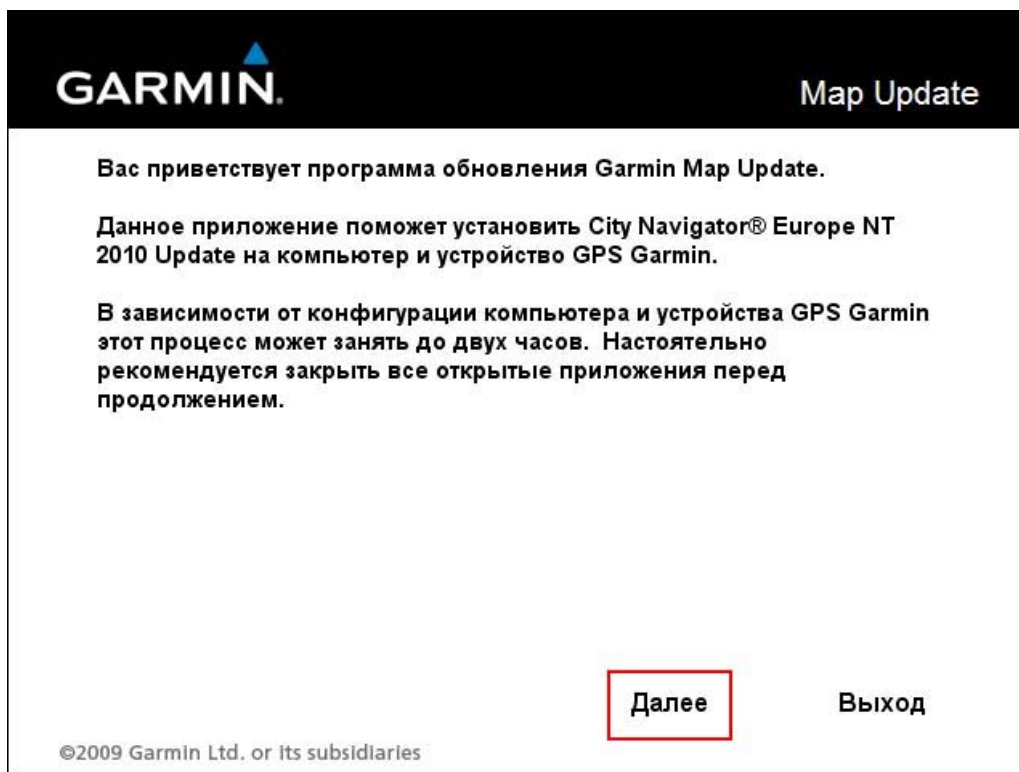 GARMIN.
Map Update
Вас приветствует программа обновления Garmin Map Update.
Данное приложение поможет установить City Navigator® Europe NT
2010 Update на компьютер и устройство GPS Garmin.
В зависимости от конфигурации компьютера и устройства GPS Garmin
этот процесс может занять до двух часов.  Настоятельно
рекомендуется закрыть все открытые приложения перед
продолжением.
Далее
Выход
©2009 Garmin Ltd. or its subsidiaries